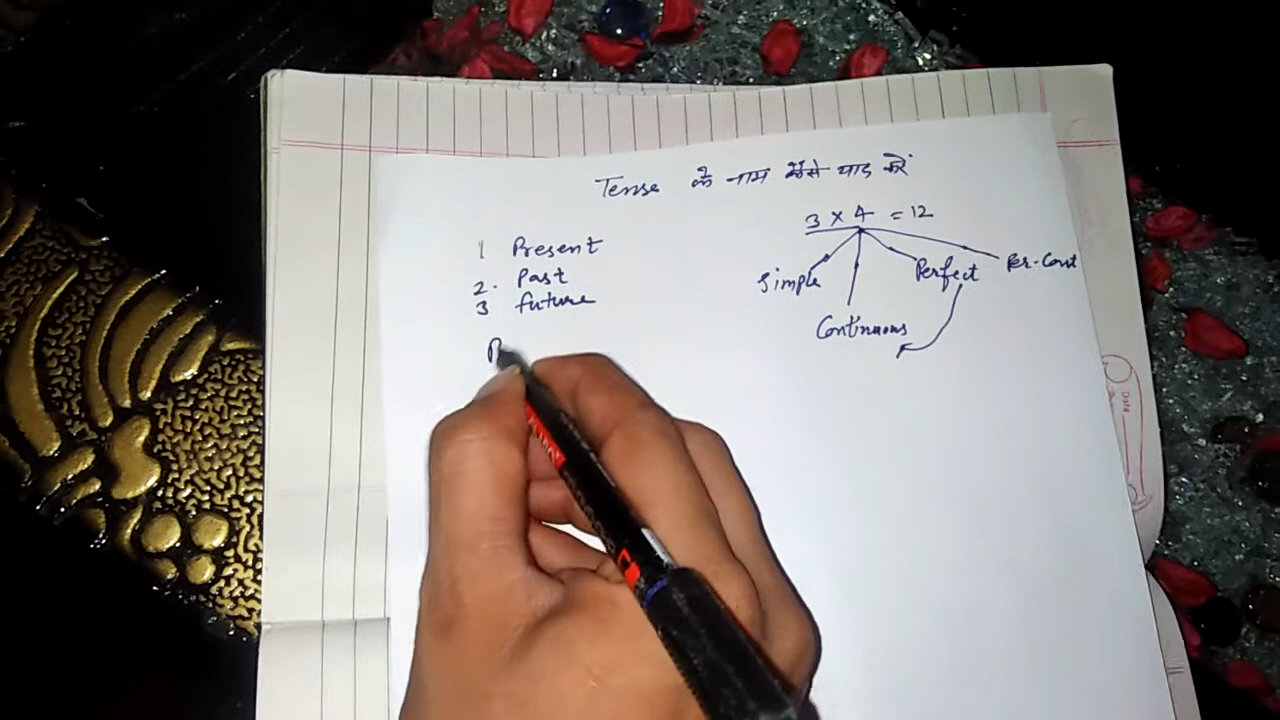 Tense के नाम कैसे याद करें
3 × 4 = 12
1 Present
2. Past
3 future
Simple
Continuous
Perfect
Per-Cont
P